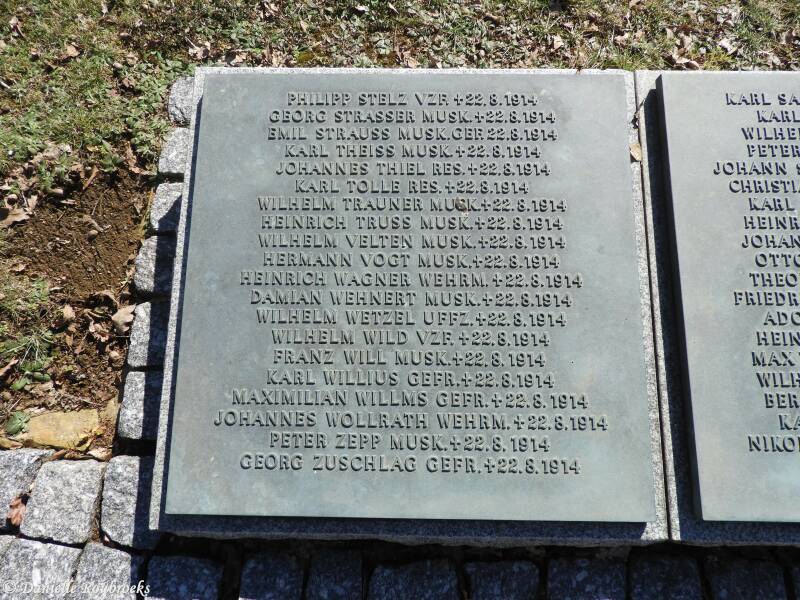 PHILIPP STELZ VZF. +22.8.1914
GEORG STRASSER MUSK.+22.8.1914
EMIL STRAUSS MUSK.GEF.22.8.1914
KARL THEISS MUSK.+22.8.1914
JOHANNES THIEL RES.+22.8.1914
KARL TOLLE RES.+22.8.1914
WILHELM TRAUNER MUSK.+22.8.1914
HEINRICH TRUSS MUSK.+22.8.1914
WILHELM VELTEN MUSK.+22.8.1914
HERMANN VOGT MUSK.+22.8.1914
HEINRICH WAGNER WEHRM.+22.8.1914
DAMIAN WEHNERT MUSK.+22.8.1914
WILHELM WETZEL UFFZ.+22.8.1914
WILHELM WILD VZF.+22.8.1914
FRANZ WILL MUSK.+22.8.1914
KARL WILLIUS GEFR.+22.8.1914
MAXIMILIAN WILLMS GEFR.+22.8.1914
JOHANNES WOLLRATH WEHRM.+22.8.1914
PETER ZEPP MUSK.+22.8.1914
GEORG ZUSCHLAG GEFR.+22.8.1914
KARL SA
KARL
WILHE
PETER
JOHANN S
CHRISTIA
KARL
HEINR
JOHAN
OTTO
THEO
FRIEDR
ADO
HEIN
MAX
WILH
BER
KA
NIKOL
©Danielle Roubroeks